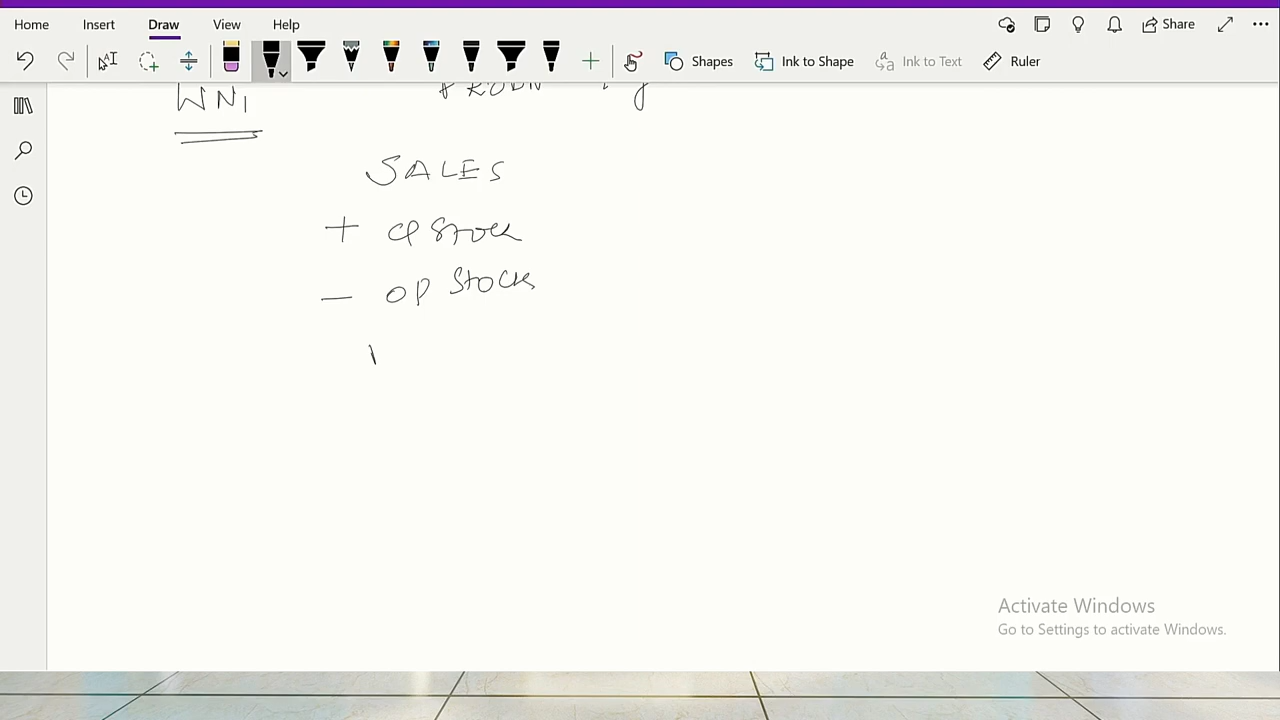 Home Insert Draw View Help Share
Ink to Shape Ink to Text Shapes Ruler
WN1
SALES
+ Cl Stock
- OP Stock
Activate Windows
Go to Settings to activate Windows.